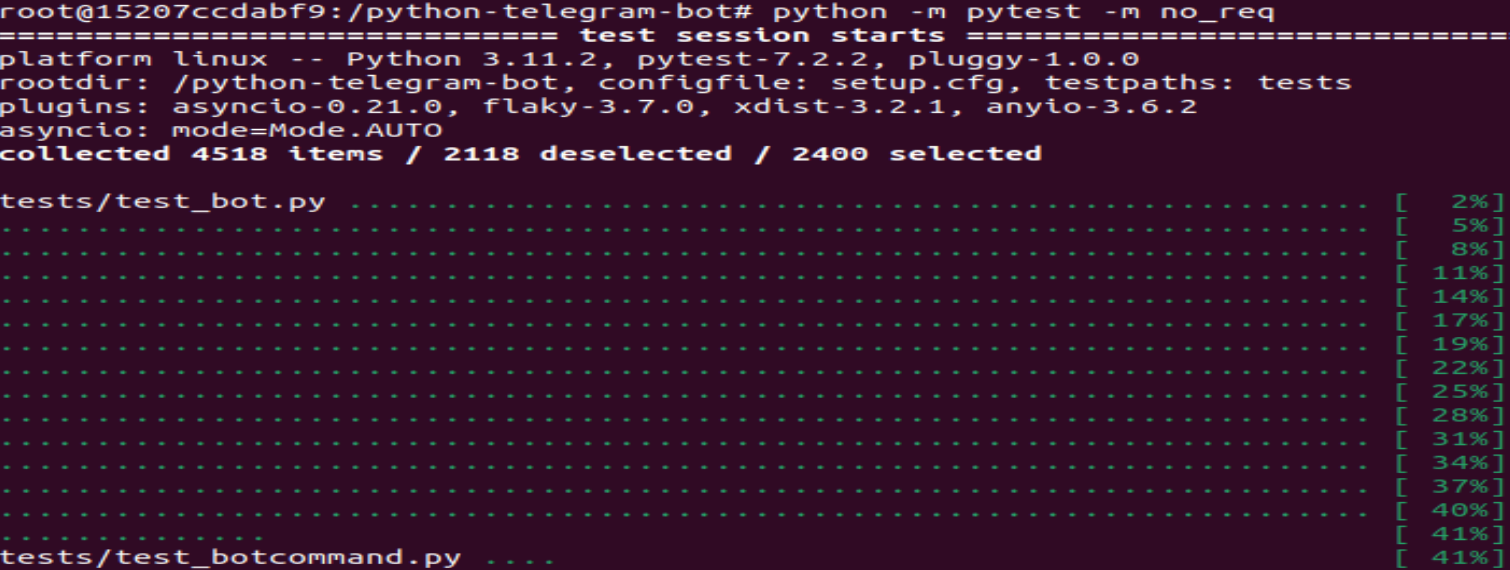 root@15207ccdabf9:/python-telegram-bot# python -m pytest -m no_req
============================= test session starts ============================
platform linux -- Python 3.11.2, pytest-7.2.2, pluggy-1.0.0
rootdir: /python-telegram-bot, configfile: setup.cfg, testpaths: tests
plugins: asyncio-0.21.0, flaky-3.7.0, xdist-3.2.1, anyio-3.6.2
asyncio: mode=Mode.AUTO
collected 4518 items / 2118 deselected / 2400 selected
tests/test_bot.py ..................................................... [  2%]
....................................................................... [  5%]
....................................................................... [  8%]
....................................................................... [ 11%]
....................................................................... [ 14%]
....................................................................... [ 17%]
....................................................................... [ 19%]
....................................................................... [ 22%]
....................................................................... [ 25%]
....................................................................... [ 28%]
....................................................................... [ 31%]
....................................................................... [ 34%]
....................................................................... [ 37%]
....................................................................... [ 40%]
..............                                                          [ 41%]
tests/test_botcommand.py ....                                           [ 41%]